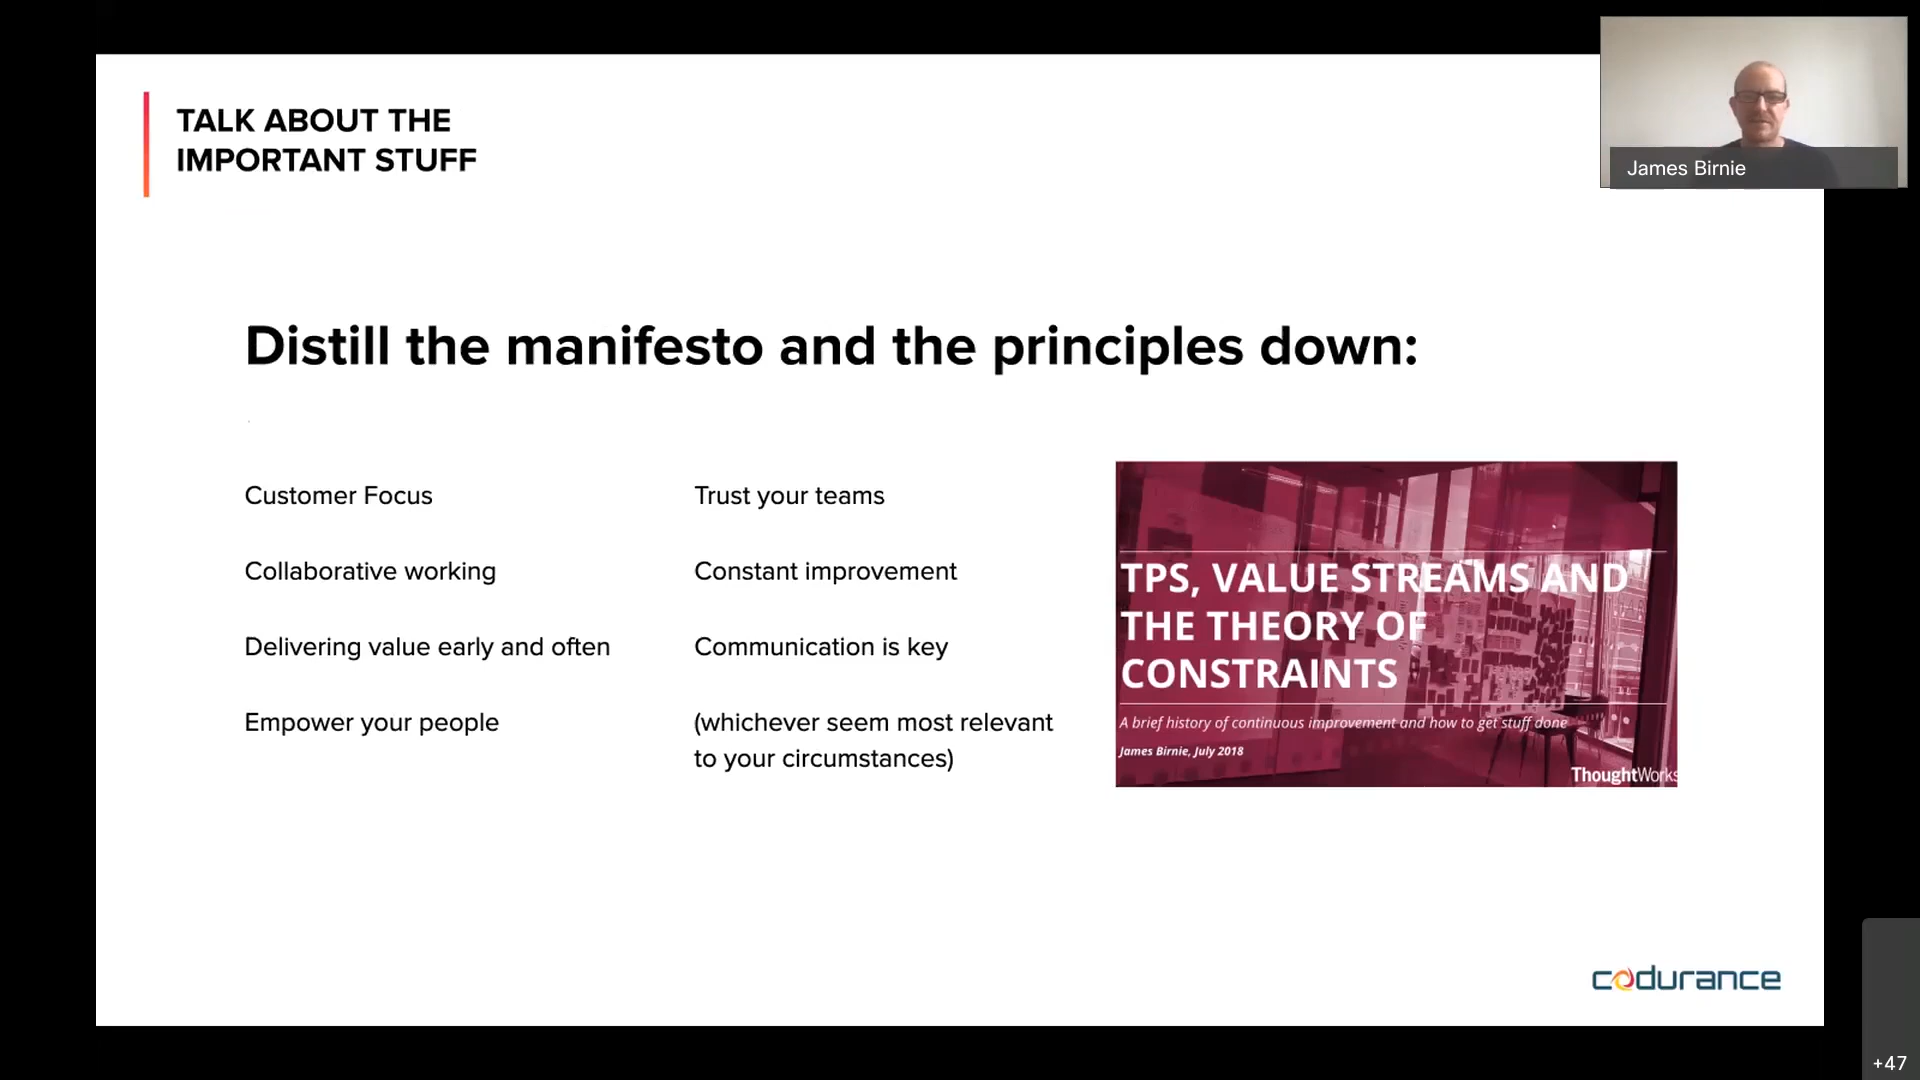 James Birnie
TALK ABOUT THE
IMPORTANT STUFF
Distill the manifesto and the principles down:
Customer Focus
Collaborative working
Delivering value early and often
Empower your people
Trust your teams
Constant improvement
Communication is key
(whichever seem most relevant
to your circumstances)
TPS, VALUE STREAMS AND
THE THEORY OF
CONSTRAINTS
A brief history of continuous improvement and how to get stuff done
James Birnie, July 2018
ThoughtWorks
codurance
+47